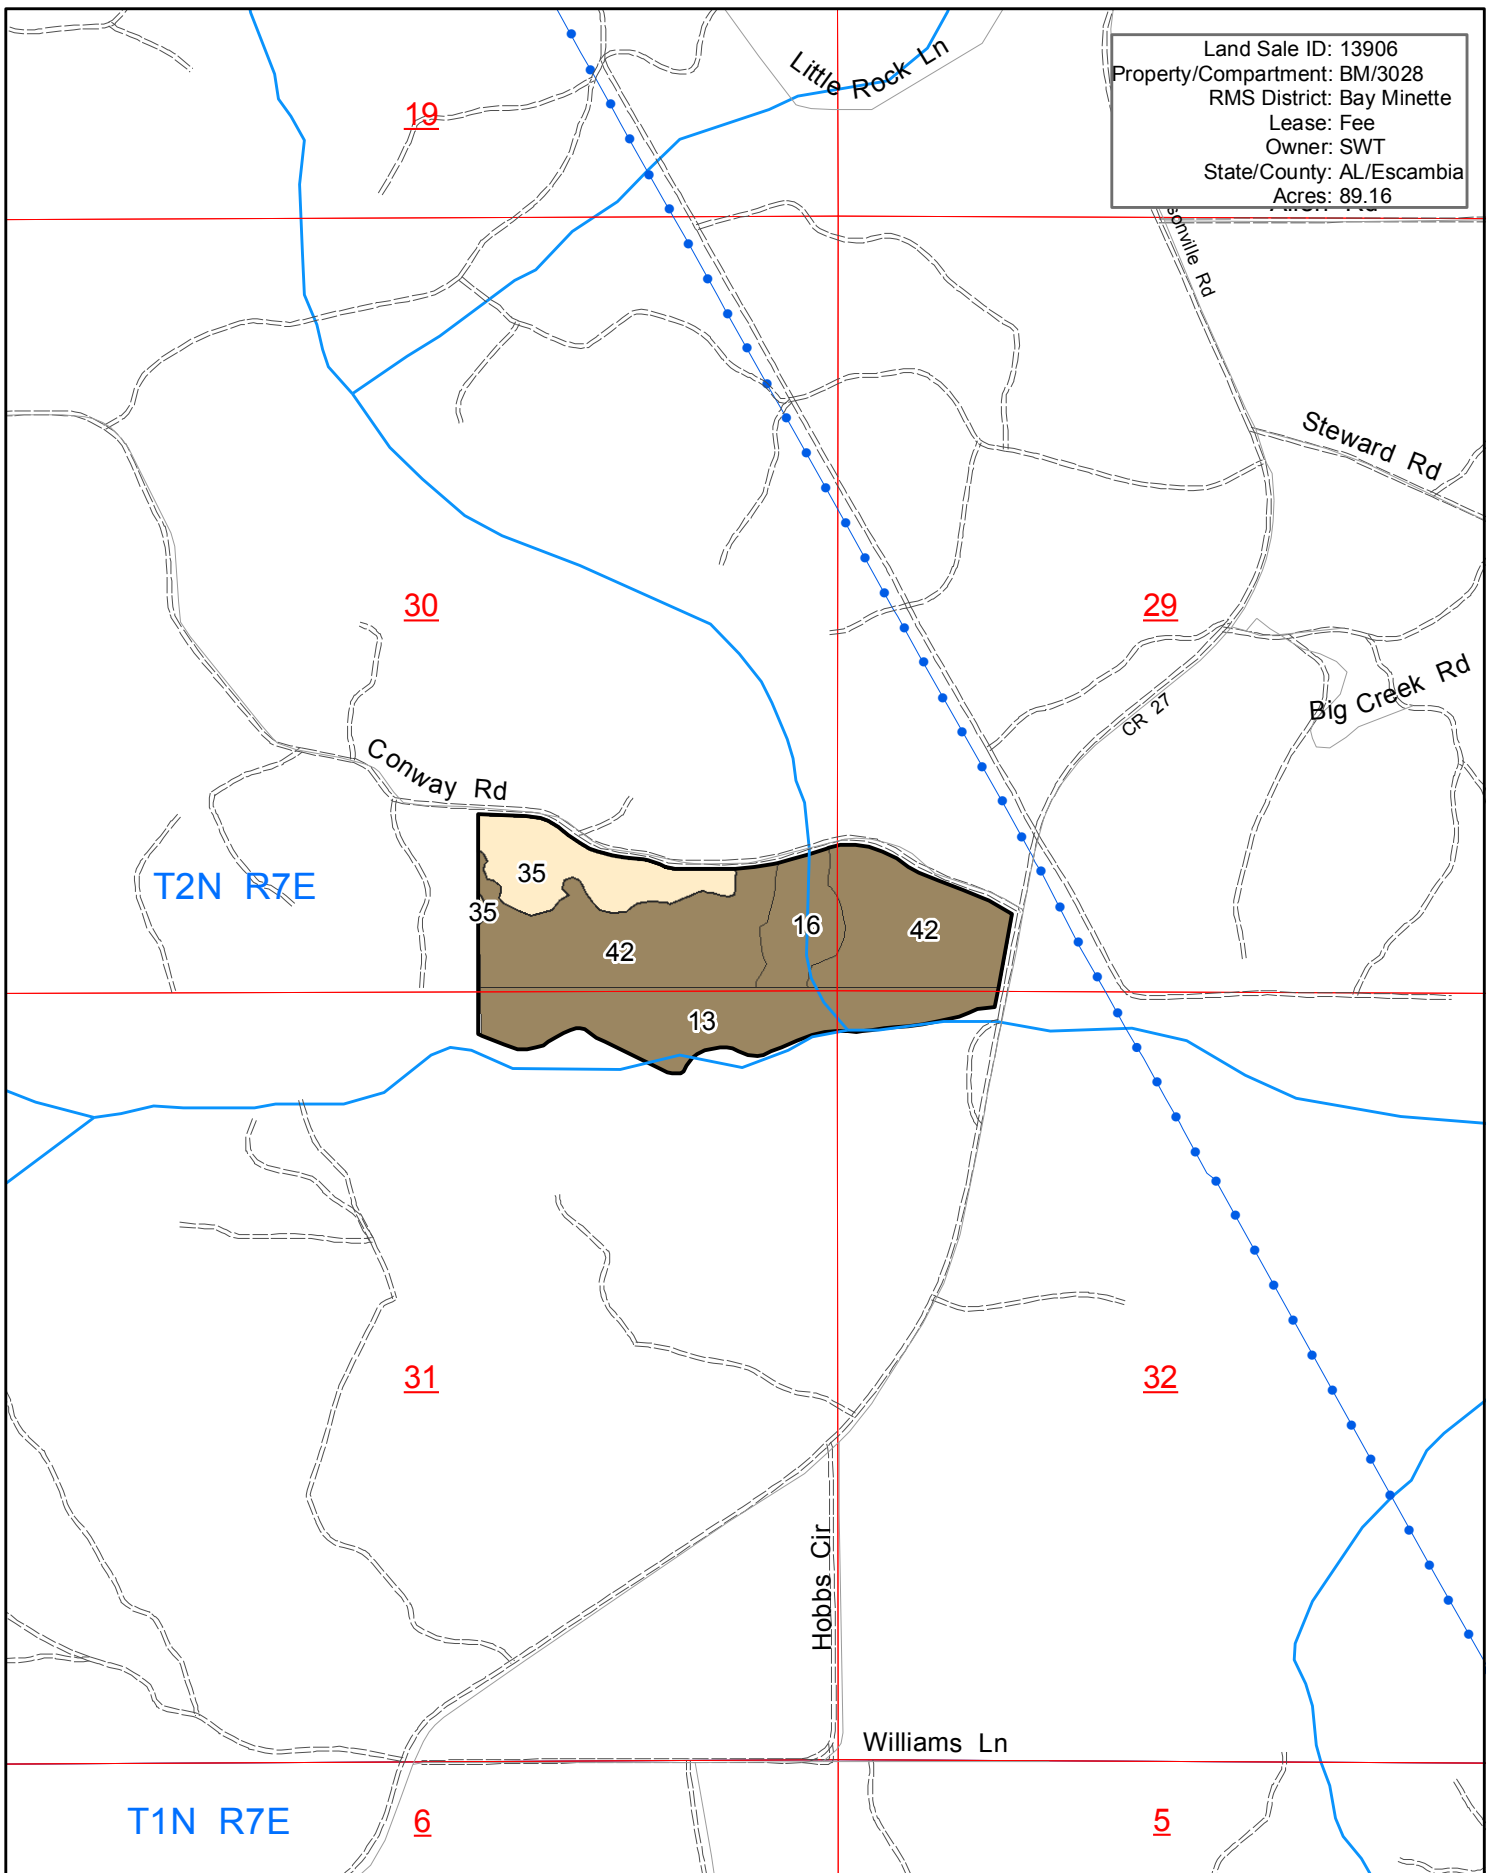 Little Rock Ln
Land Sale ID: 13906
Property/Compartment: BM/3028
RMS District: Bay Minette
Lease: Fee
Owner: SWT
State/County: AL/Escambia
Acres: 89.16
19
sonville Rd
Steward Rd
30
29
Big Creek Rd
CR 27
Conway Rd
T2N R7E
35
35
42
16
42
13
31
32
Hobbs Cir
Williams Ln
T1N R7E
6
5